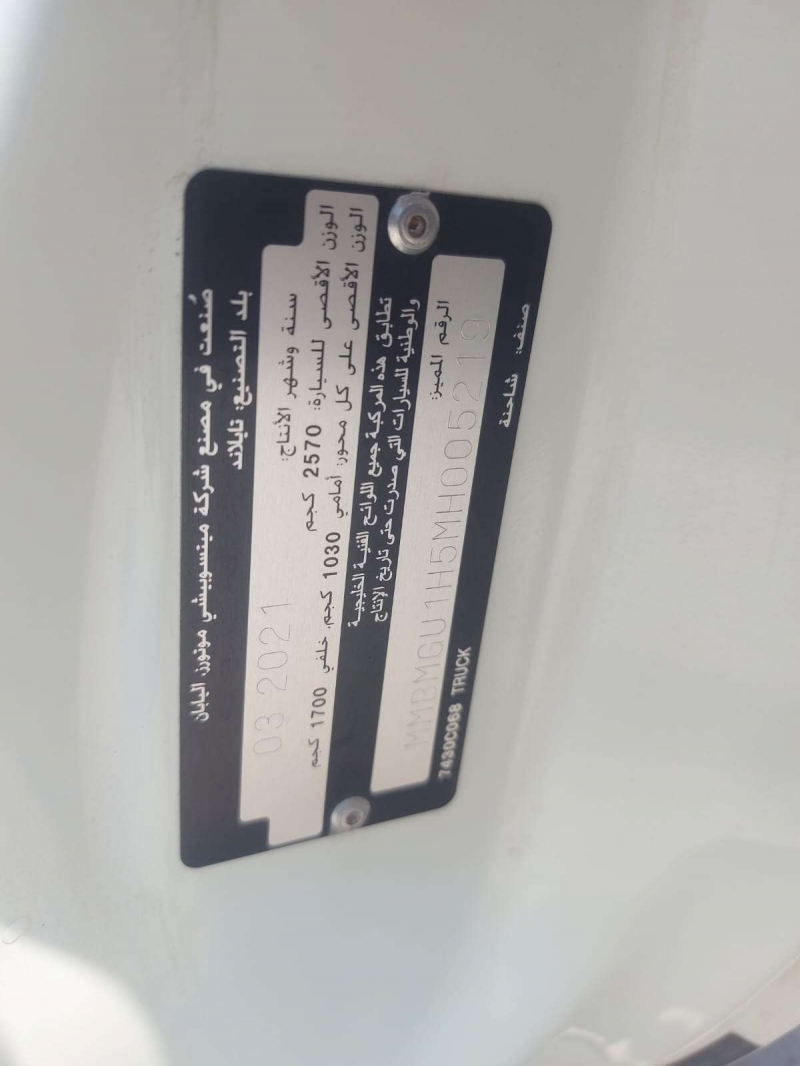 صُنعت في مصنع شركة ميتسوبيشي موتورز، اليابان
بلد التصنيع: تايلاند
سنة وشهر الأنتاج:
03 2021
الوزن الأقصى للسيارة: 2570 كجم
الوزن الأقصى على كل محور: أمامي 1030 كجم، خلفي 1700 كجم
تطابق هذه المركبة جميع اللوائح الفنية الخليجية
والوطنية للسيارات التي صدرت حتى تاريخ الإنتاج
الرقم المميز:
MMBMGU1H5MH005219
صنف: شاحنة
7430C068 TRUCK